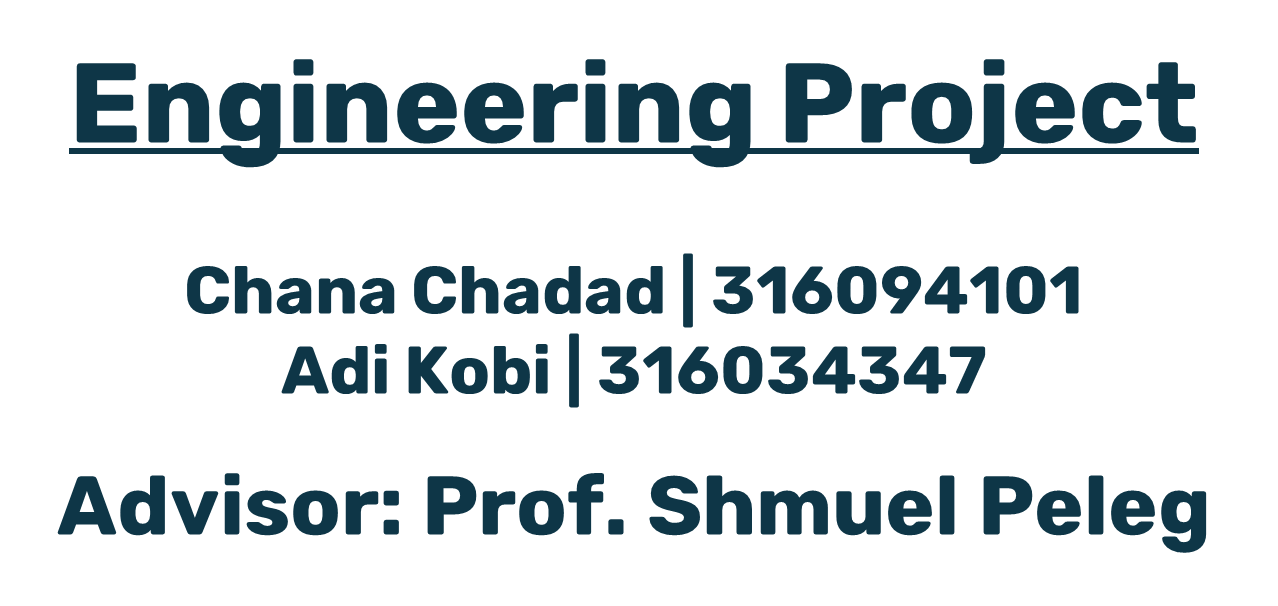 Engineering Project
Chana Chadad | 316094101
Adi Kobi | 316034347
Advisor: Prof. Shmuel Peleg